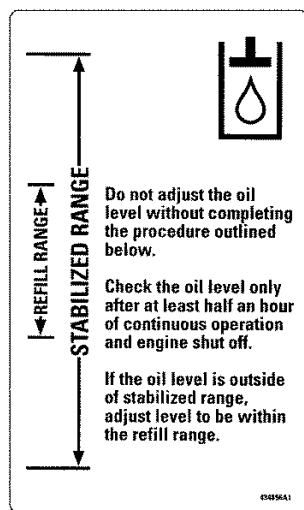 REFILL RANGE
STABILIZED RANGE
Do not adjust the oil
level without completing
the procedure outlined
below.
Check the oil level only
after at least half an hour
of continuous operation
and engine shut off.
If the oil level is outside
of stabilized range,
adjust level to be within
the refill range.
434856A1